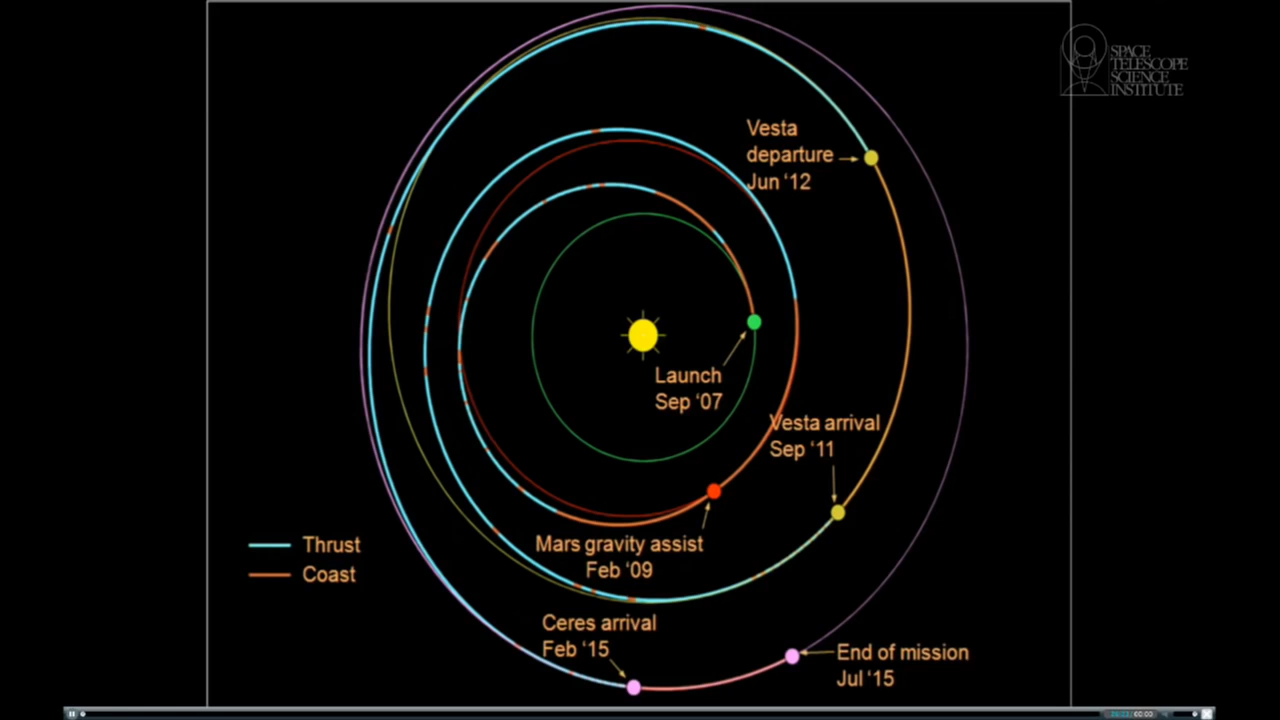 SPACE
TELESCOPE
SCIENCE
INSTITUTE
Vesta
departure
Jun ‘12
Launch
Sep ‘07
Vesta arrival
Sep ‘11
Mars gravity assist
Feb ‘09
Thrust
Coast
Ceres arrival
Feb ‘15
End of mission
Jul ‘15